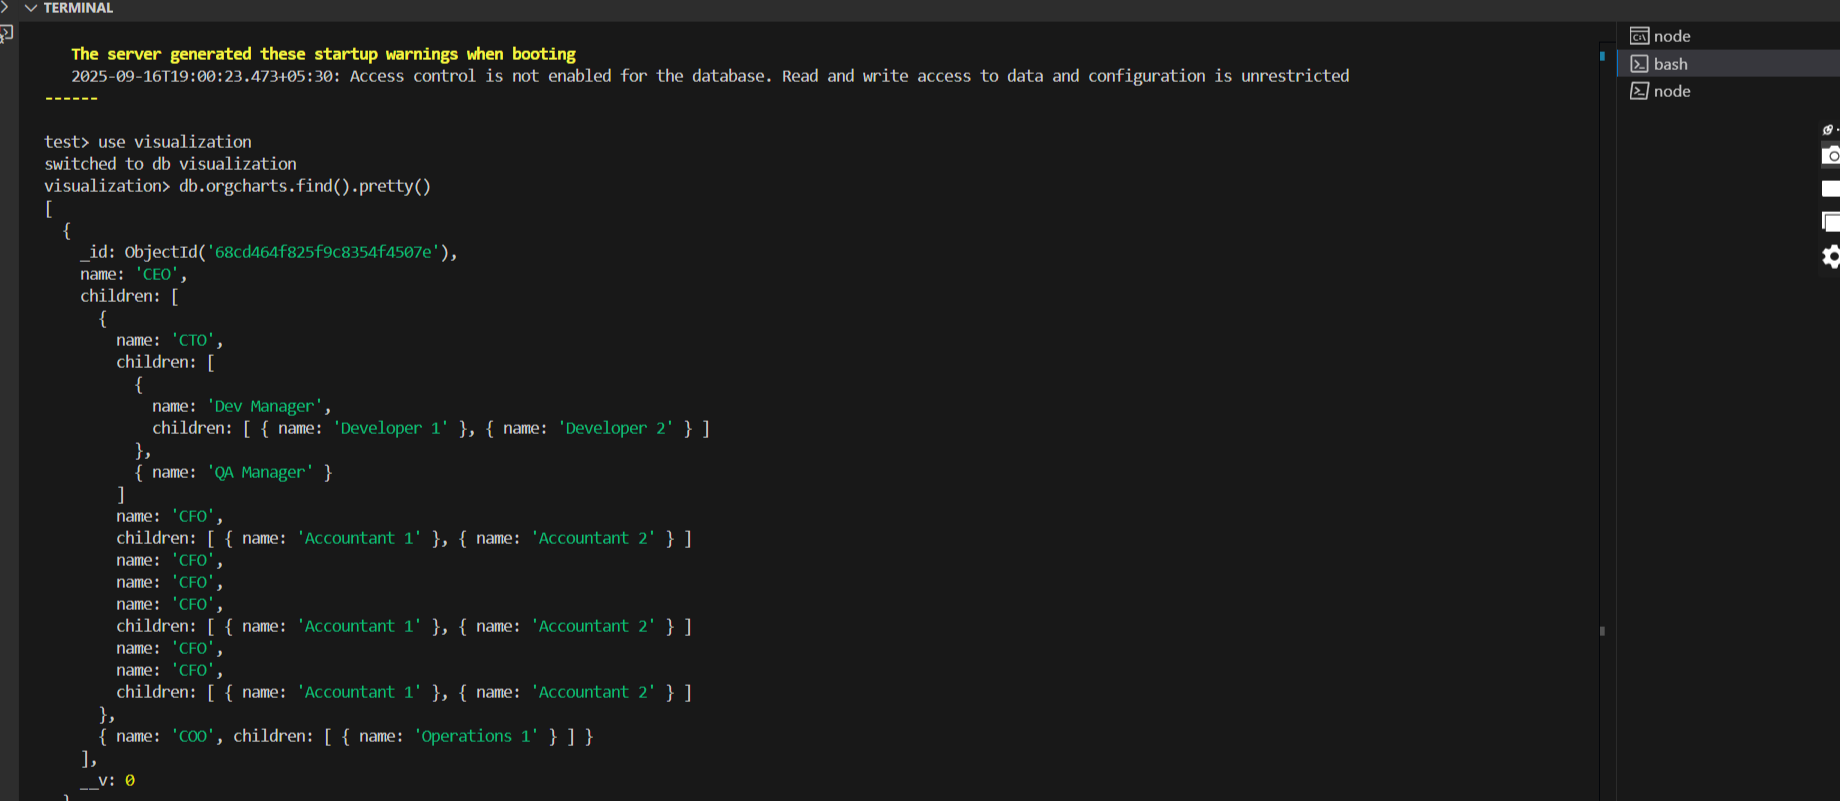 TERMINAL
The server generated these startup warnings when booting
2025-09-16T19:00:23.473+05:30: Access control is not enabled for the database. Read and write access to data and configuration is unrestricted
------
test> use visualization
switched to db visualization
visualization> db.orgcharts.find().pretty()
[
{
_id: ObjectId('68cd464f825f9c8354f4507e'),
name: 'CEO',
children: [
{
name: 'CTO',
children: [
{
name: 'Dev Manager',
children: [ { name: 'Developer 1' }, { name: 'Developer 2' } ]
},
{ name: 'QA Manager' }
]
name: 'CFO',
children: [ { name: 'Accountant 1' }, { name: 'Accountant 2' } ]
name: 'CFO',
name: 'CFO',
name: 'CFO',
children: [ { name: 'Accountant 1' }, { name: 'Accountant 2' } ]
name: 'CFO',
name: 'CFO',
children: [ { name: 'Accountant 1' }, { name: 'Accountant 2' } ]
},
{ name: 'COO', children: [ { name: 'Operations 1' } ] }
],
__v: 0
}
node
bash
node